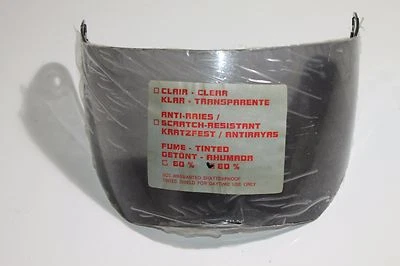 ☐ CLAIR - CLEAR
KLAR - TRANSPARENTE
ANTI-RAIES /
☐ SCRATCH-RESISTANT
KRATZFEST / ANTIRAYAS
FUME - TINTED
GETONT - AHUMADA
☐ 60 % ☑ 80 %
NOT WARRANTED SHATTERPROOF
TINTED SHIELD FOR DAYTIME USE ONLY